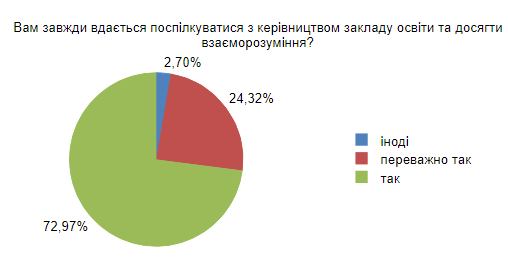 Вам завжди вдається поспілкуватися з керівництвом закладу освіти та досягти
взаєморозуміння?
2,70%
24,32%
72,97%
іноді
переважно так
так